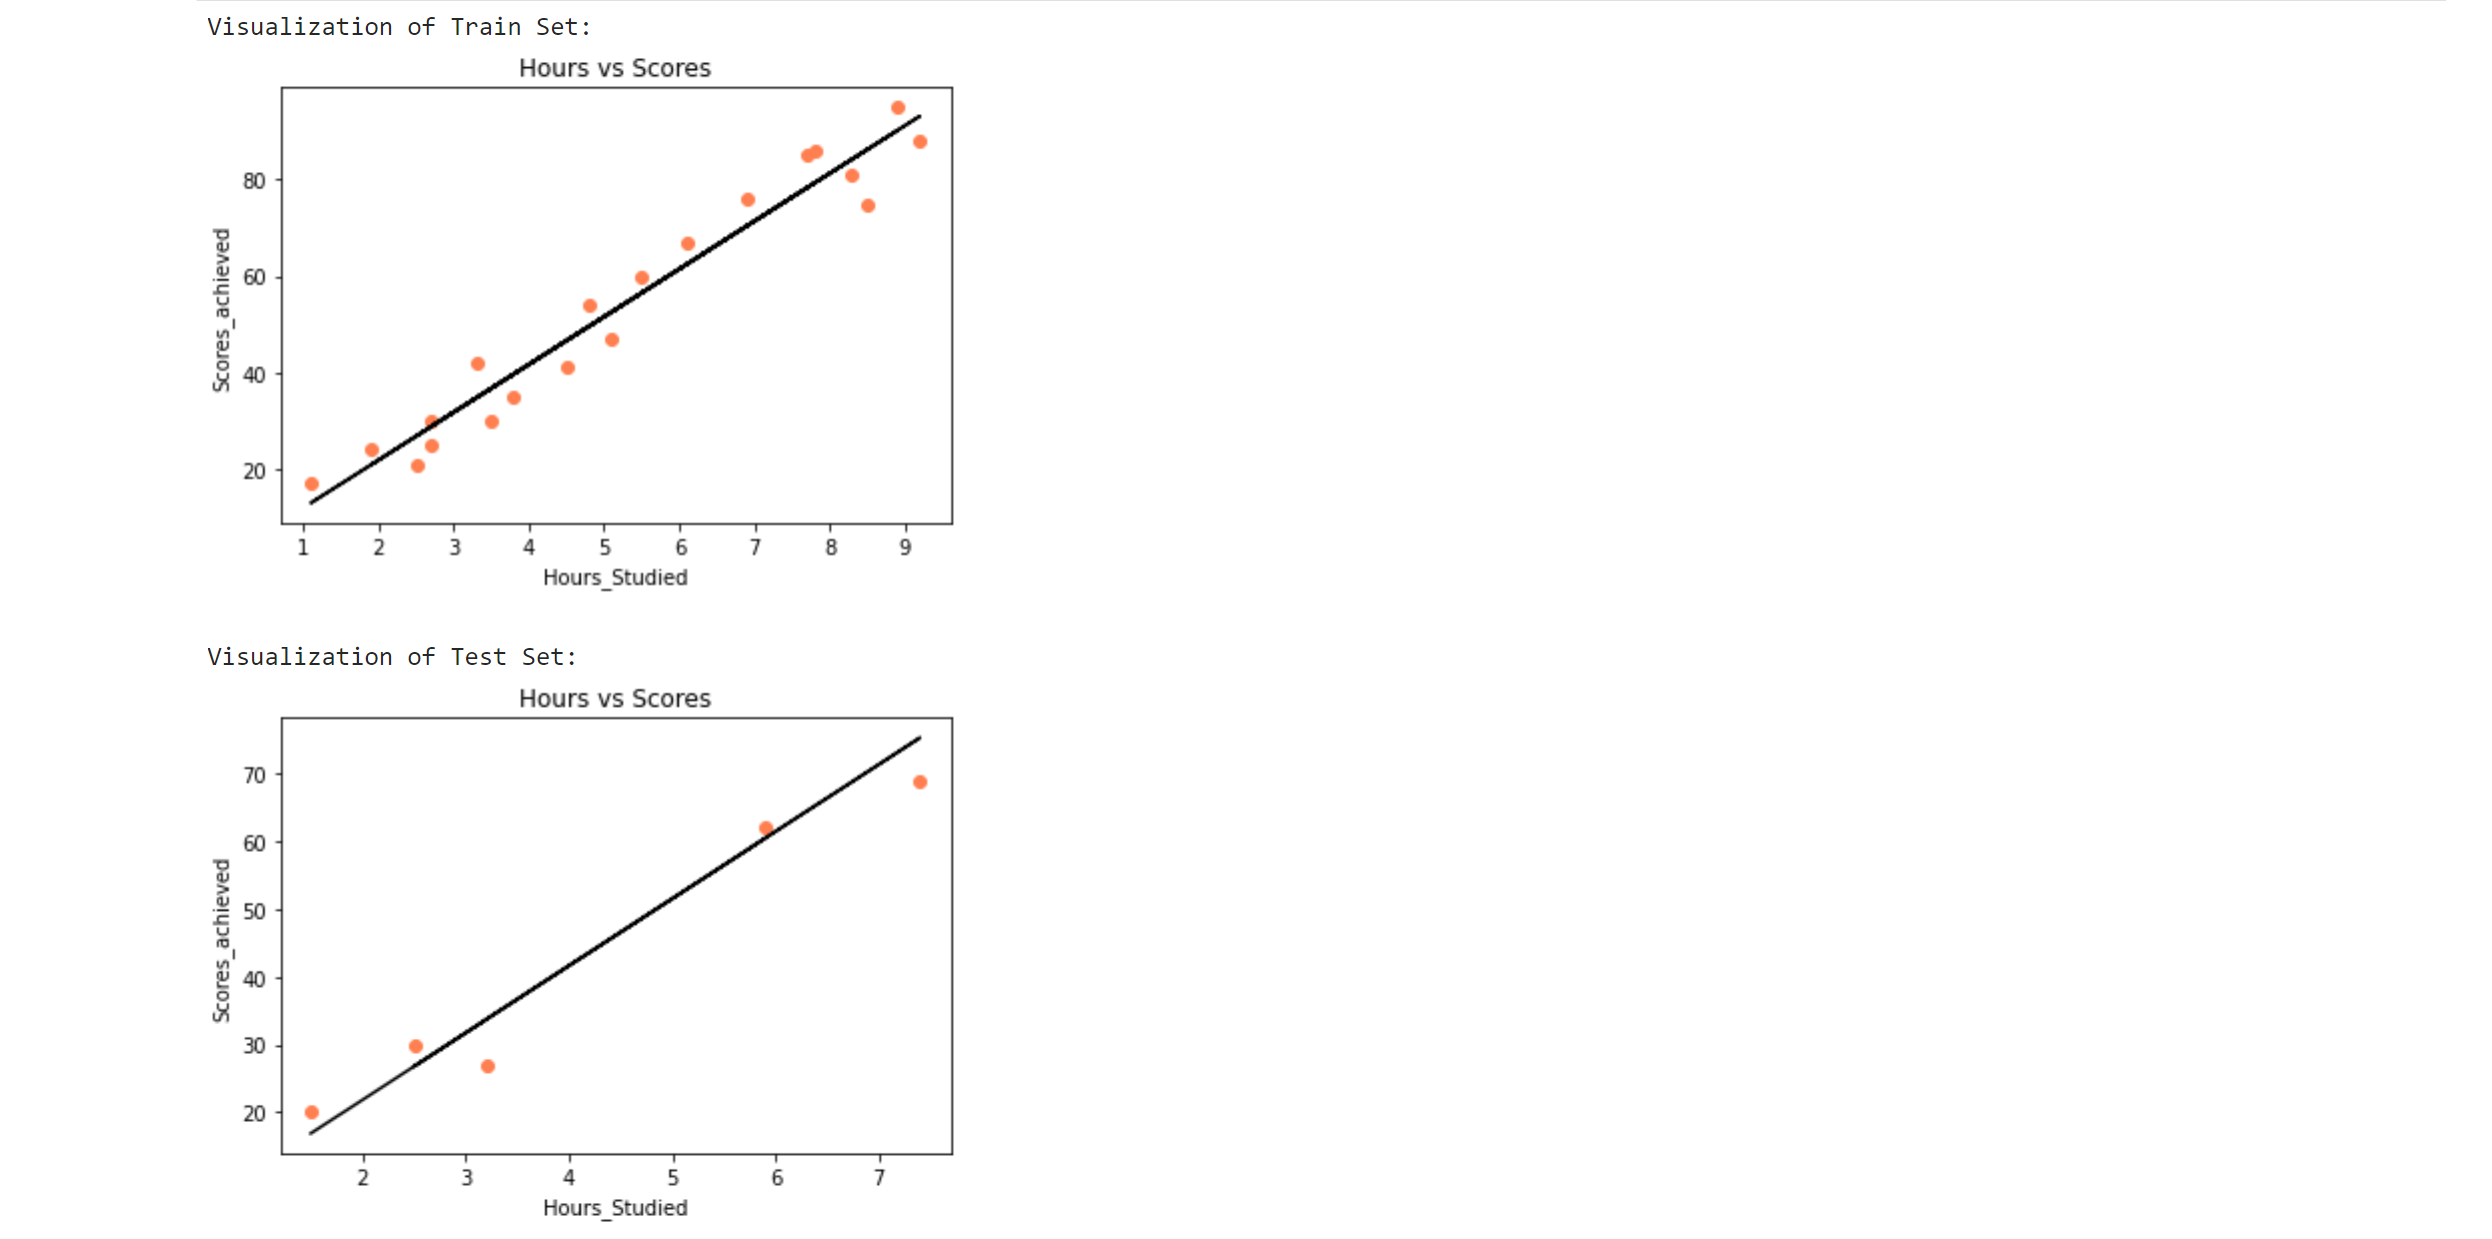 Visualization of Train Set:
Hours vs Scores
80
60
40
20
Scores_achieved
1 2 3 4 5 6 7 8 9
Hours_Studied
Visualization of Test Set:
Hours vs Scores
70
60
50
40
30
20
Scores_achieved
2 3 4 5 6 7
Hours_Studied